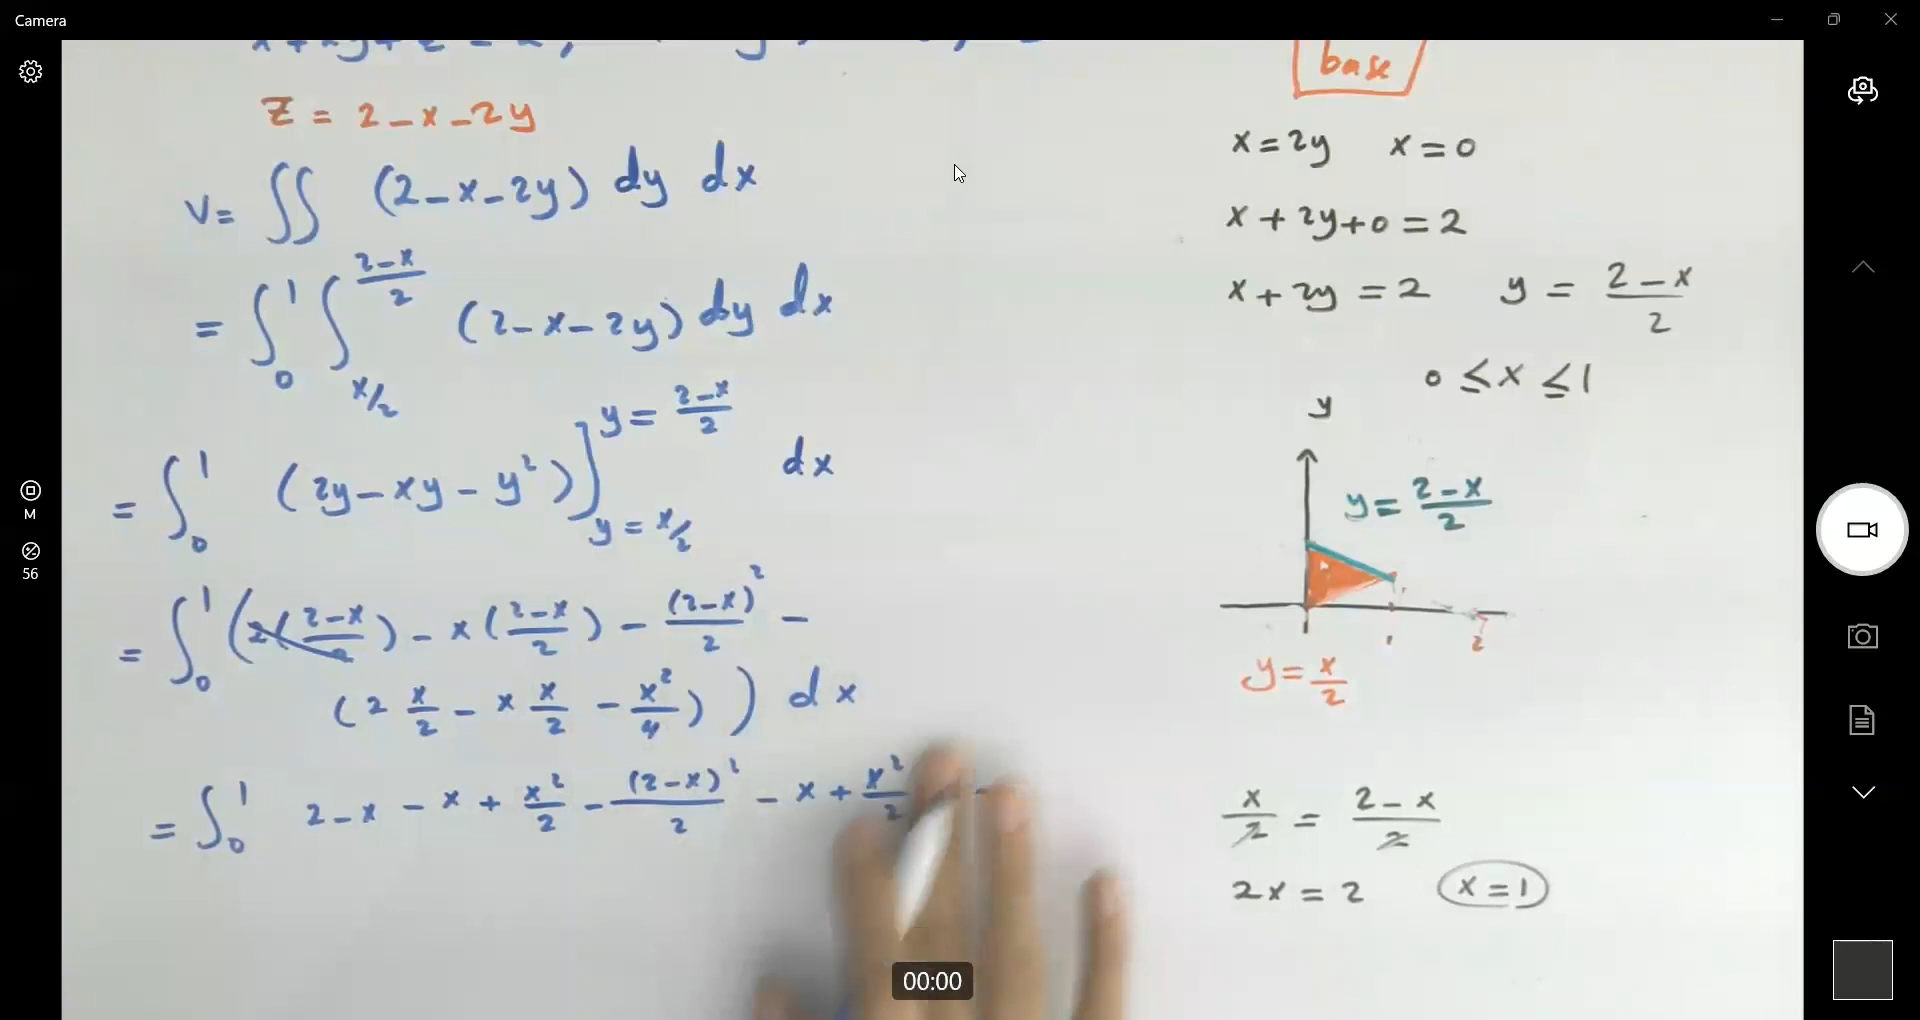 Camera
Z = 2 - x - 2y
V = ∫∫ (2 - x - 2y) dy dx
= ∫₀¹ ∫_{x/2}^{(2-x)/2} (2 - x - 2y) dy dx
= ∫₀¹ (2y - xy - y²)]_{y = x/2}^{y = (2-x)/2} dx
= ∫₀¹ (2((2-x)/2) - x((2-x)/2) - (2-x)²/2 -
(2 x/2 - x x/2 - x²/4)) dx
= ∫₀¹ 2 - x - x + x²/2 - (2-x)²/2 - x + x²/2
base
x = 2y x = 0
x + 2y + 0 = 2
x + 2y = 2 y = (2 - x)/2
0 ≤ x ≤ 1
y
y = (2-x)/2
2
y = x/2
x/2 = (2 - x)/2
2x = 2 x = 1
M
56
00:00